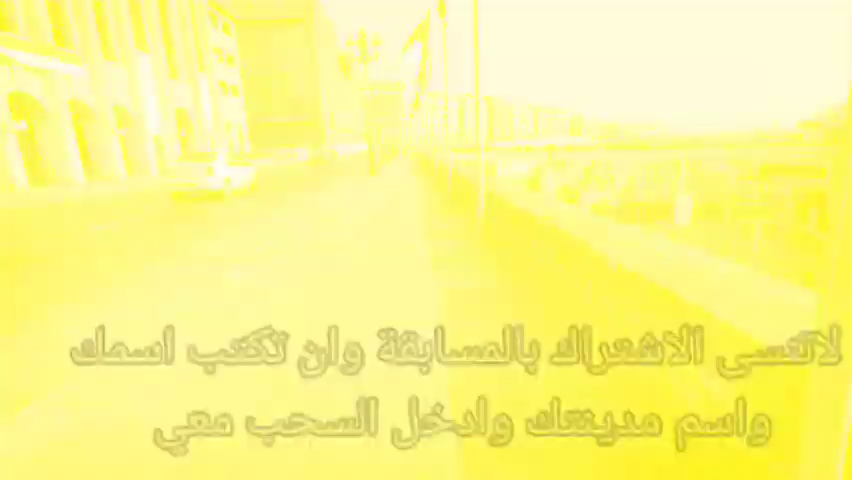 لاتنسى الاشتراك بالمسابقة وان تكتب اسمك
واسم مدينتك وادخل السحب معي